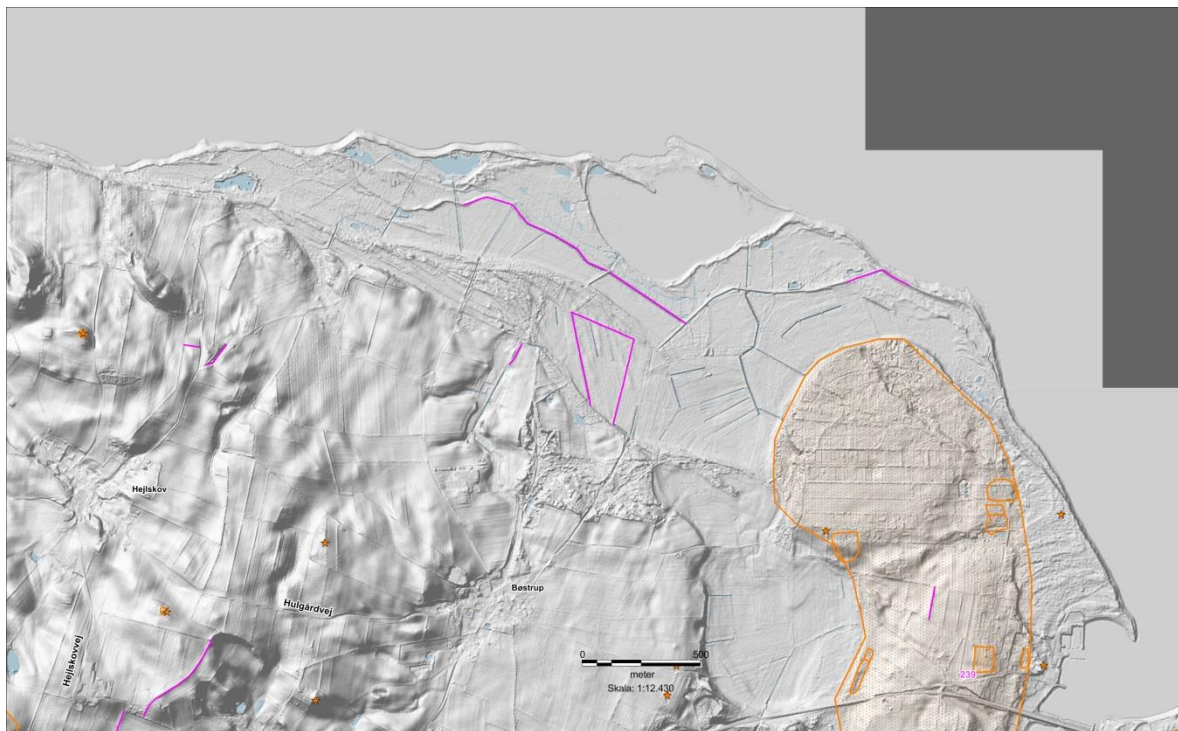 Hejlskov
Bøstrup
Hulgårdvej
Hejlskovvej
0
500
meter
Skala: 1:12.430
239